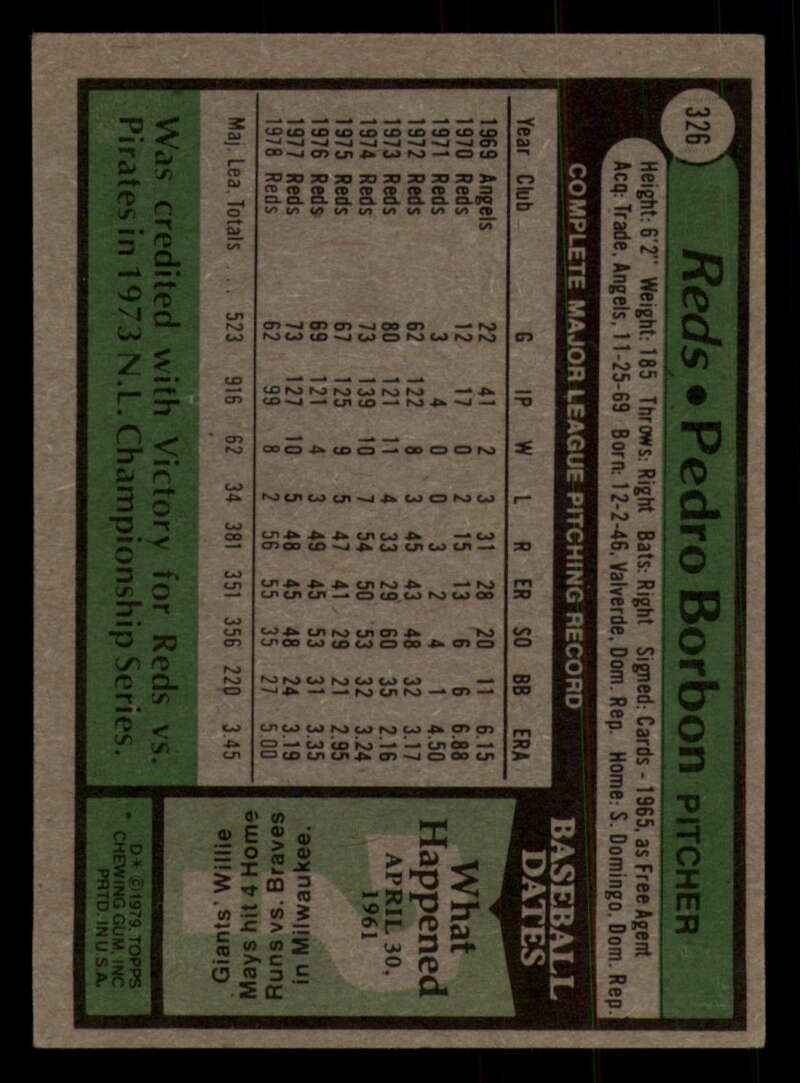 326
Reds • Pedro Borbon PITCHER
Height: 6'2" Weight: 185 Throws: Right Bats: Right Signed: Cards - 1965, as Free Agent
Acq: Trade, Angels, 11-25-69 Born: 12-2-46, Valverde, Dom. Rep. Home: S. Domingo, Dom. Rep.
COMPLETE MAJOR LEAGUE PITCHING RECORD
Year Club G IP W L R ER SO BB ERA
1969 Angels 22 41 2 3 31 28 20 11 6.15
1970 Reds 12 17 0 2 15 13 6 6 6.88
1971 Reds 3 4 0 0 3 2 4 1 4.50
1972 Reds 62 122 8 3 45 43 48 32 3.17
1973 Reds 80 121 11 4 33 29 60 35 2.16
1974 Reds 73 139 10 7 54 50 53 32 3.24
1975 Reds 67 125 9 5 47 41 29 21 2.95
1976 Reds 69 121 4 3 49 45 53 31 3.35
1977 Reds 73 127 10 5 48 45 48 24 3.19
1978 Reds 62 99 8 2 56 55 35 27 5.00
Maj. Lea. Totals . . . 523 916 62 34 381 351 356 220 3.45
Was credited with Victory for Reds vs.
Pirates in 1973 N.L. Championship Series.
BASEBALL
DATES
What
Happened
APRIL 30,
1961
Giants' Willie
Mays hit 4 Home
Runs vs. Braves
in Milwaukee.
D* ©1979 TOPPS
* CHEWING GUM, INC
PRTD. IN U.S.A.